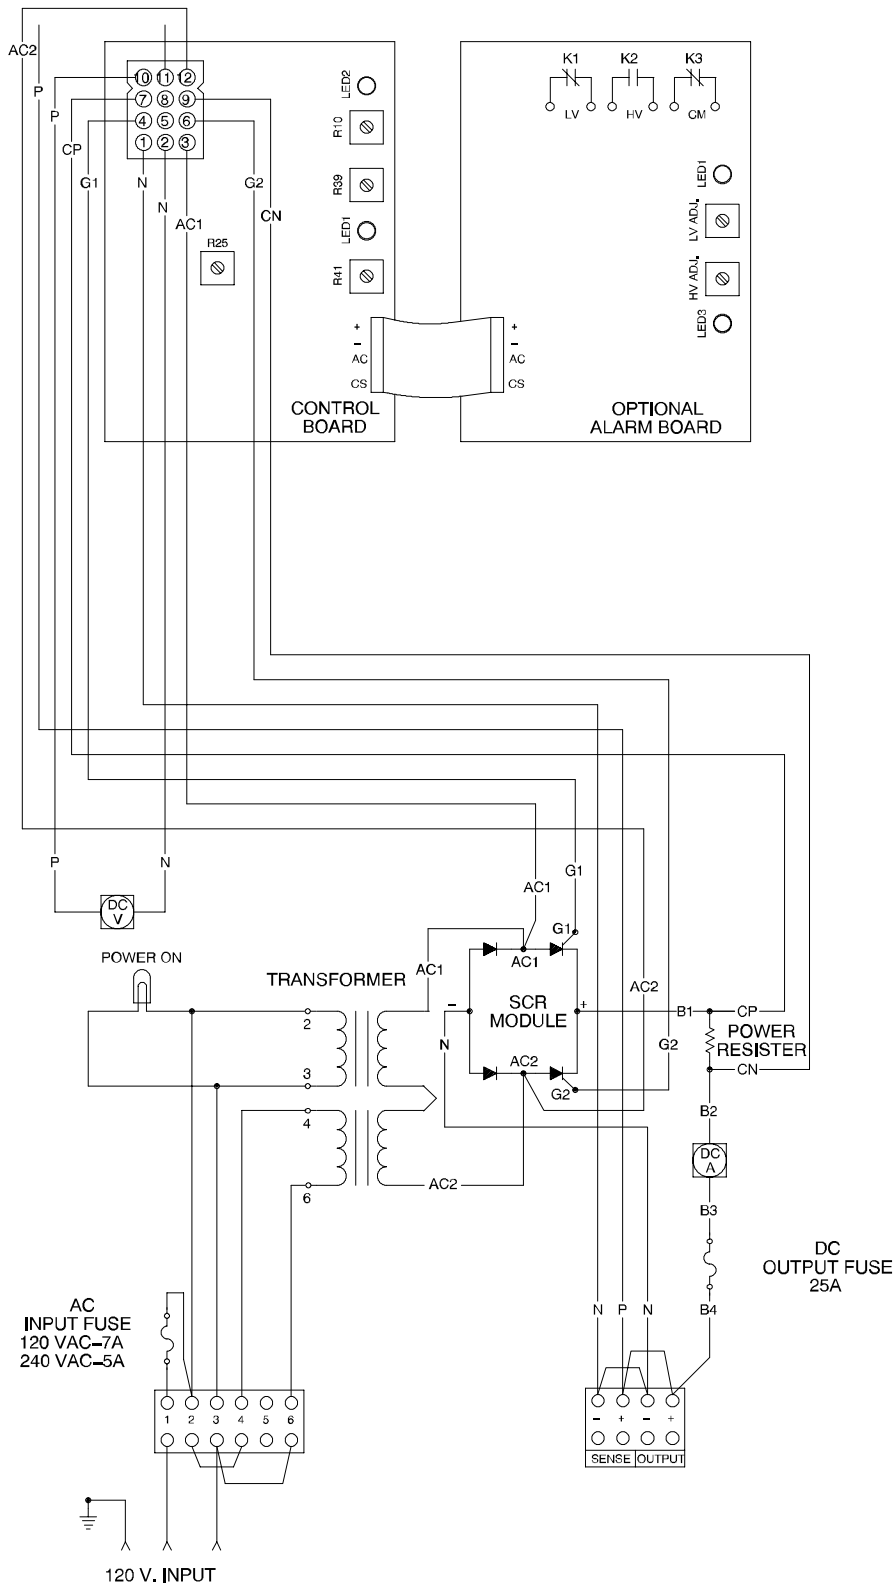 AC2
P
P
CP
G1
N
N
AC1
G2
CN
10 11 12
7 8 9
4 5 6
1 2 3
LED2
R10
R39
LED1
R41
R25
+
–
AC
CS
CONTROL
BOARD
K1 K2 K3
LV HV CM
LED1
LV ADJ.
HV ADJ.
LED3
+
–
AC
CS
OPTIONAL
ALARM BOARD
P
N
DC
V
POWER ON
TRANSFORMER
2
3
4
6
AC1
AC1
G1
G1
AC1
–
+
SCR
MODULE
N
AC2
G2
AC2
AC2
G2
B1
CP
POWER
RESISTER
CN
B2
DC
A
B3
B4
DC
OUTPUT FUSE
25A
N P N
AC
INPUT FUSE
120 VAC–7A
240 VAC–5A
1 2 3 4 5 6
– + – +
SENSE OUTPUT
120 V. INPUT